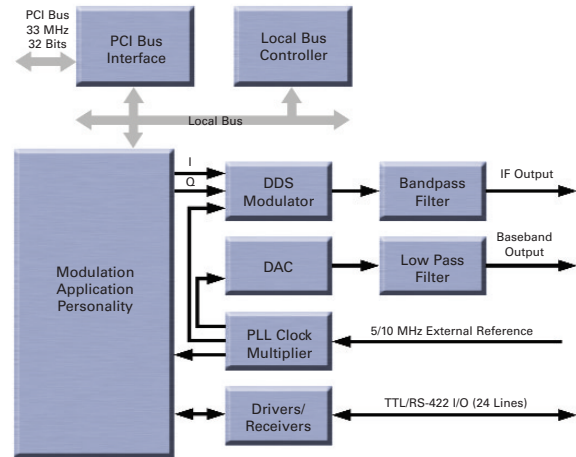 PCI Bus
33 MHz
32 Bits
PCI Bus
Interface
Local Bus
Controller
Local Bus
I
Q
DDS
Modulator
Bandpass
Filter
IF Output
Modulation
Application
Personality
DAC
Low Pass
Filter
Baseband
Output
PLL Clock
Multiplier
5/10 MHz External Reference
Drivers/
Receivers
TTL/RS-422 I/O (24 Lines)